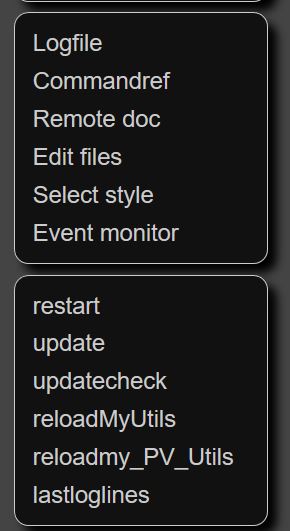 Logfile
Commandref
Remote doc
Edit files
Select style
Event monitor
restart
update
updatecheck
reloadMyUtils
reloadmy_PV_Utils
lastloglines